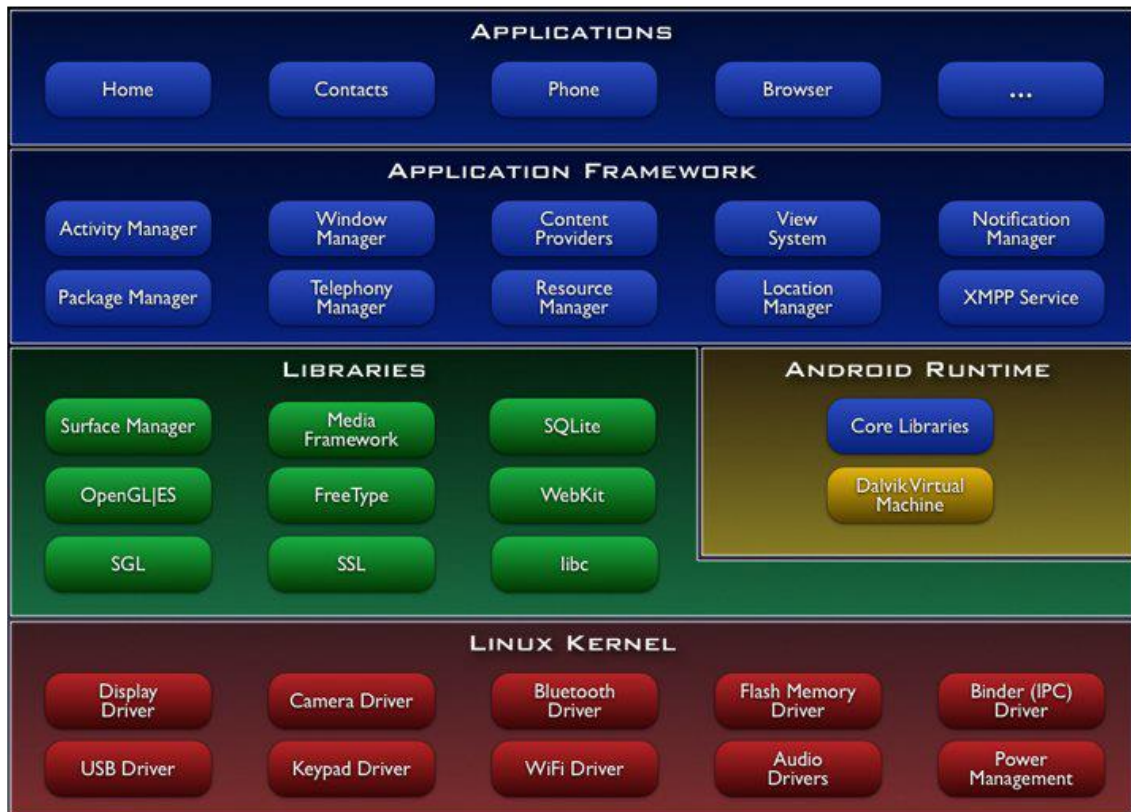 APPLICATIONS
Home
Contacts
Phone
Browser
...
APPLICATION FRAMEWORK
Activity Manager
Window
Manager
Content
Providers
View
System
Notification
Manager
Package Manager
Telephony
Manager
Resource
Manager
Location
Manager
XMPP Service
LIBRARIES
Surface Manager
Media
Framework
SQLite
OpenGL|ES
FreeType
WebKit
SGL
SSL
libc
ANDROID RUNTIME
Core Libraries
Dalvik Virtual
Machine
LINUX KERNEL
Display
Driver
Camera Driver
Bluetooth
Driver
Flash Memory
Driver
Binder (IPC)
Driver
USB Driver
Keypad Driver
WiFi Driver
Audio
Drivers
Power
Management